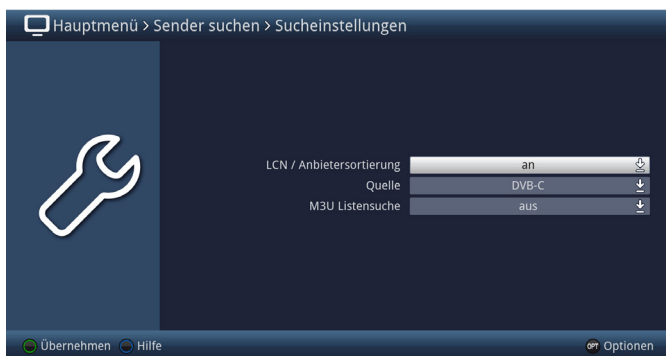 Hauptmenü > Sender suchen > Sucheinstellungen
LCN / Anbietersortierung an
Quelle DVB-C
M3U Listensuche aus
Übernehmen Hilfe OPT Optionen